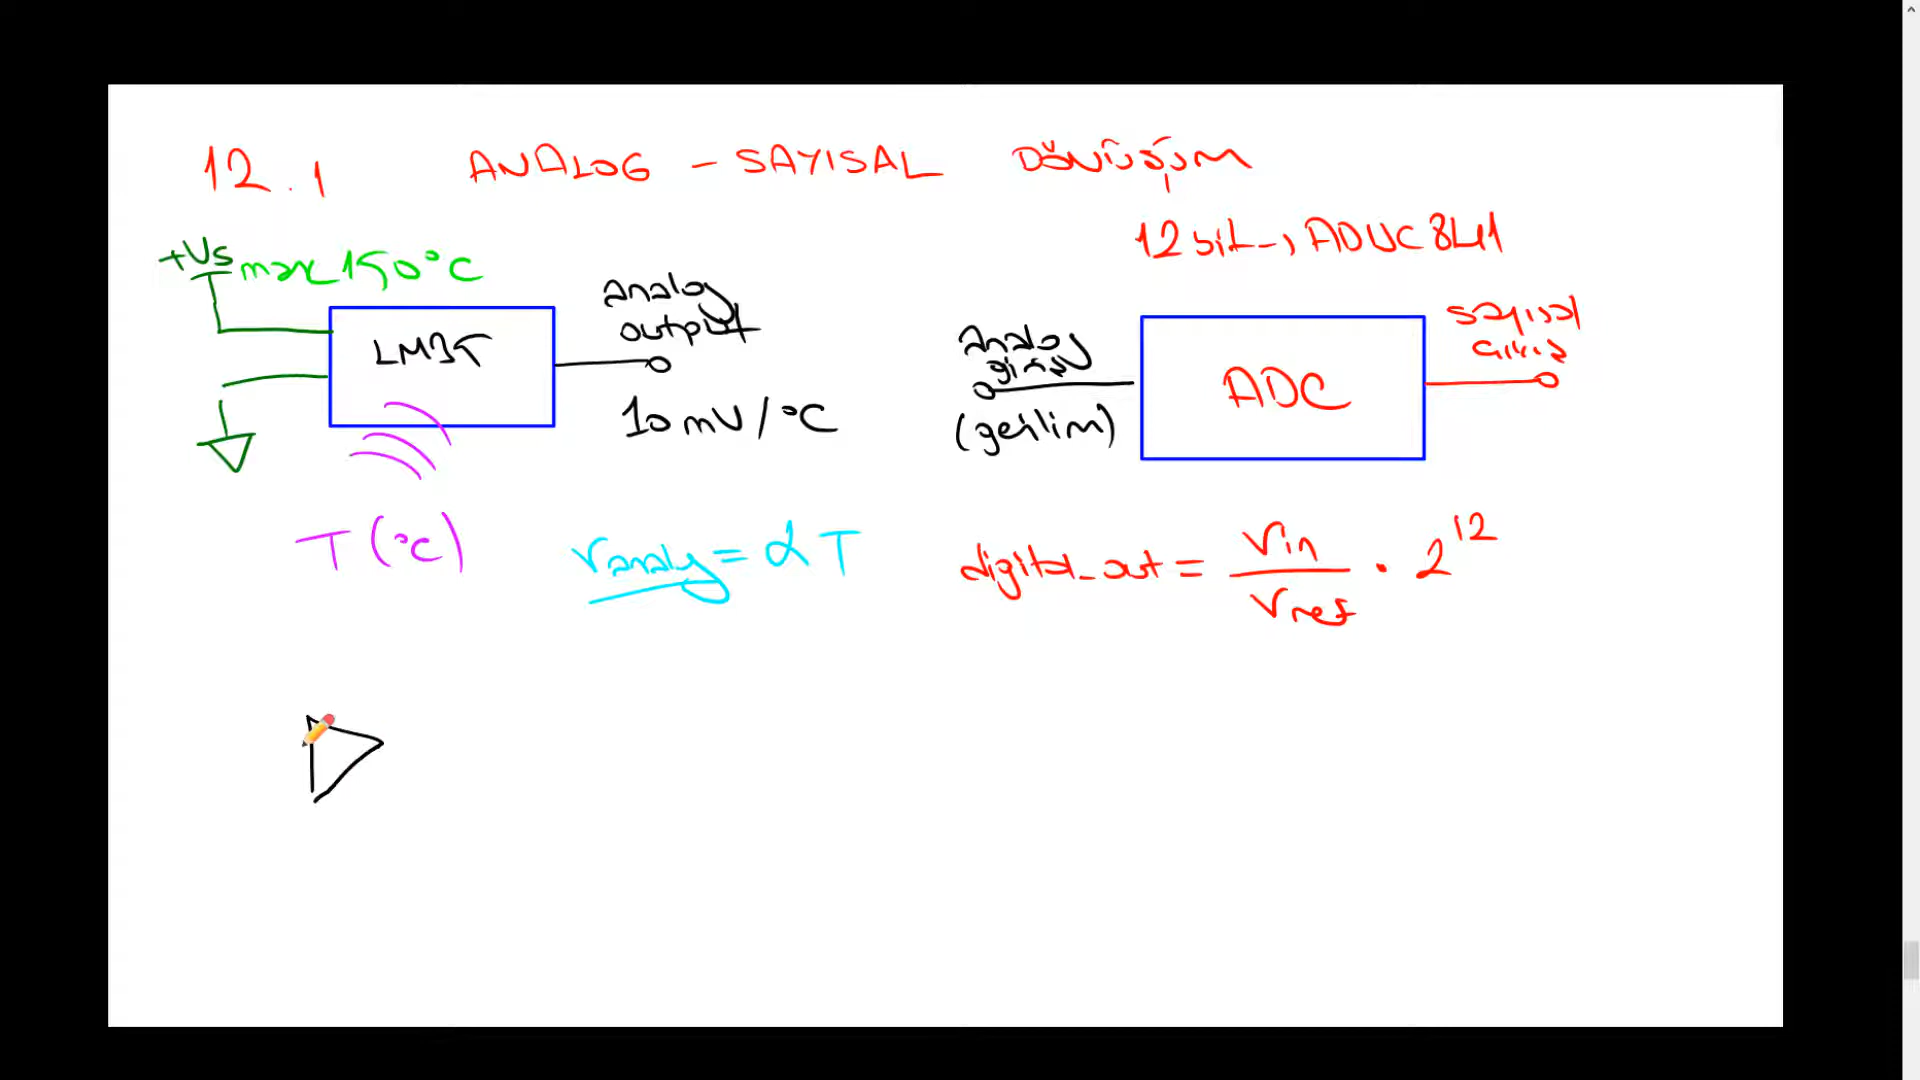 12.1 ANALOG - SAYISAL DÖNÜŞÜM
12 bit → ADUC841
+Vs
max 150°C
LM35
analog
output
10 mV/°C
analog
giriş
(gerilim)
ADC
sayısal
çıkış
T (°C)
Vanalog = α T
digital_out = Vin / Vref · 2^12